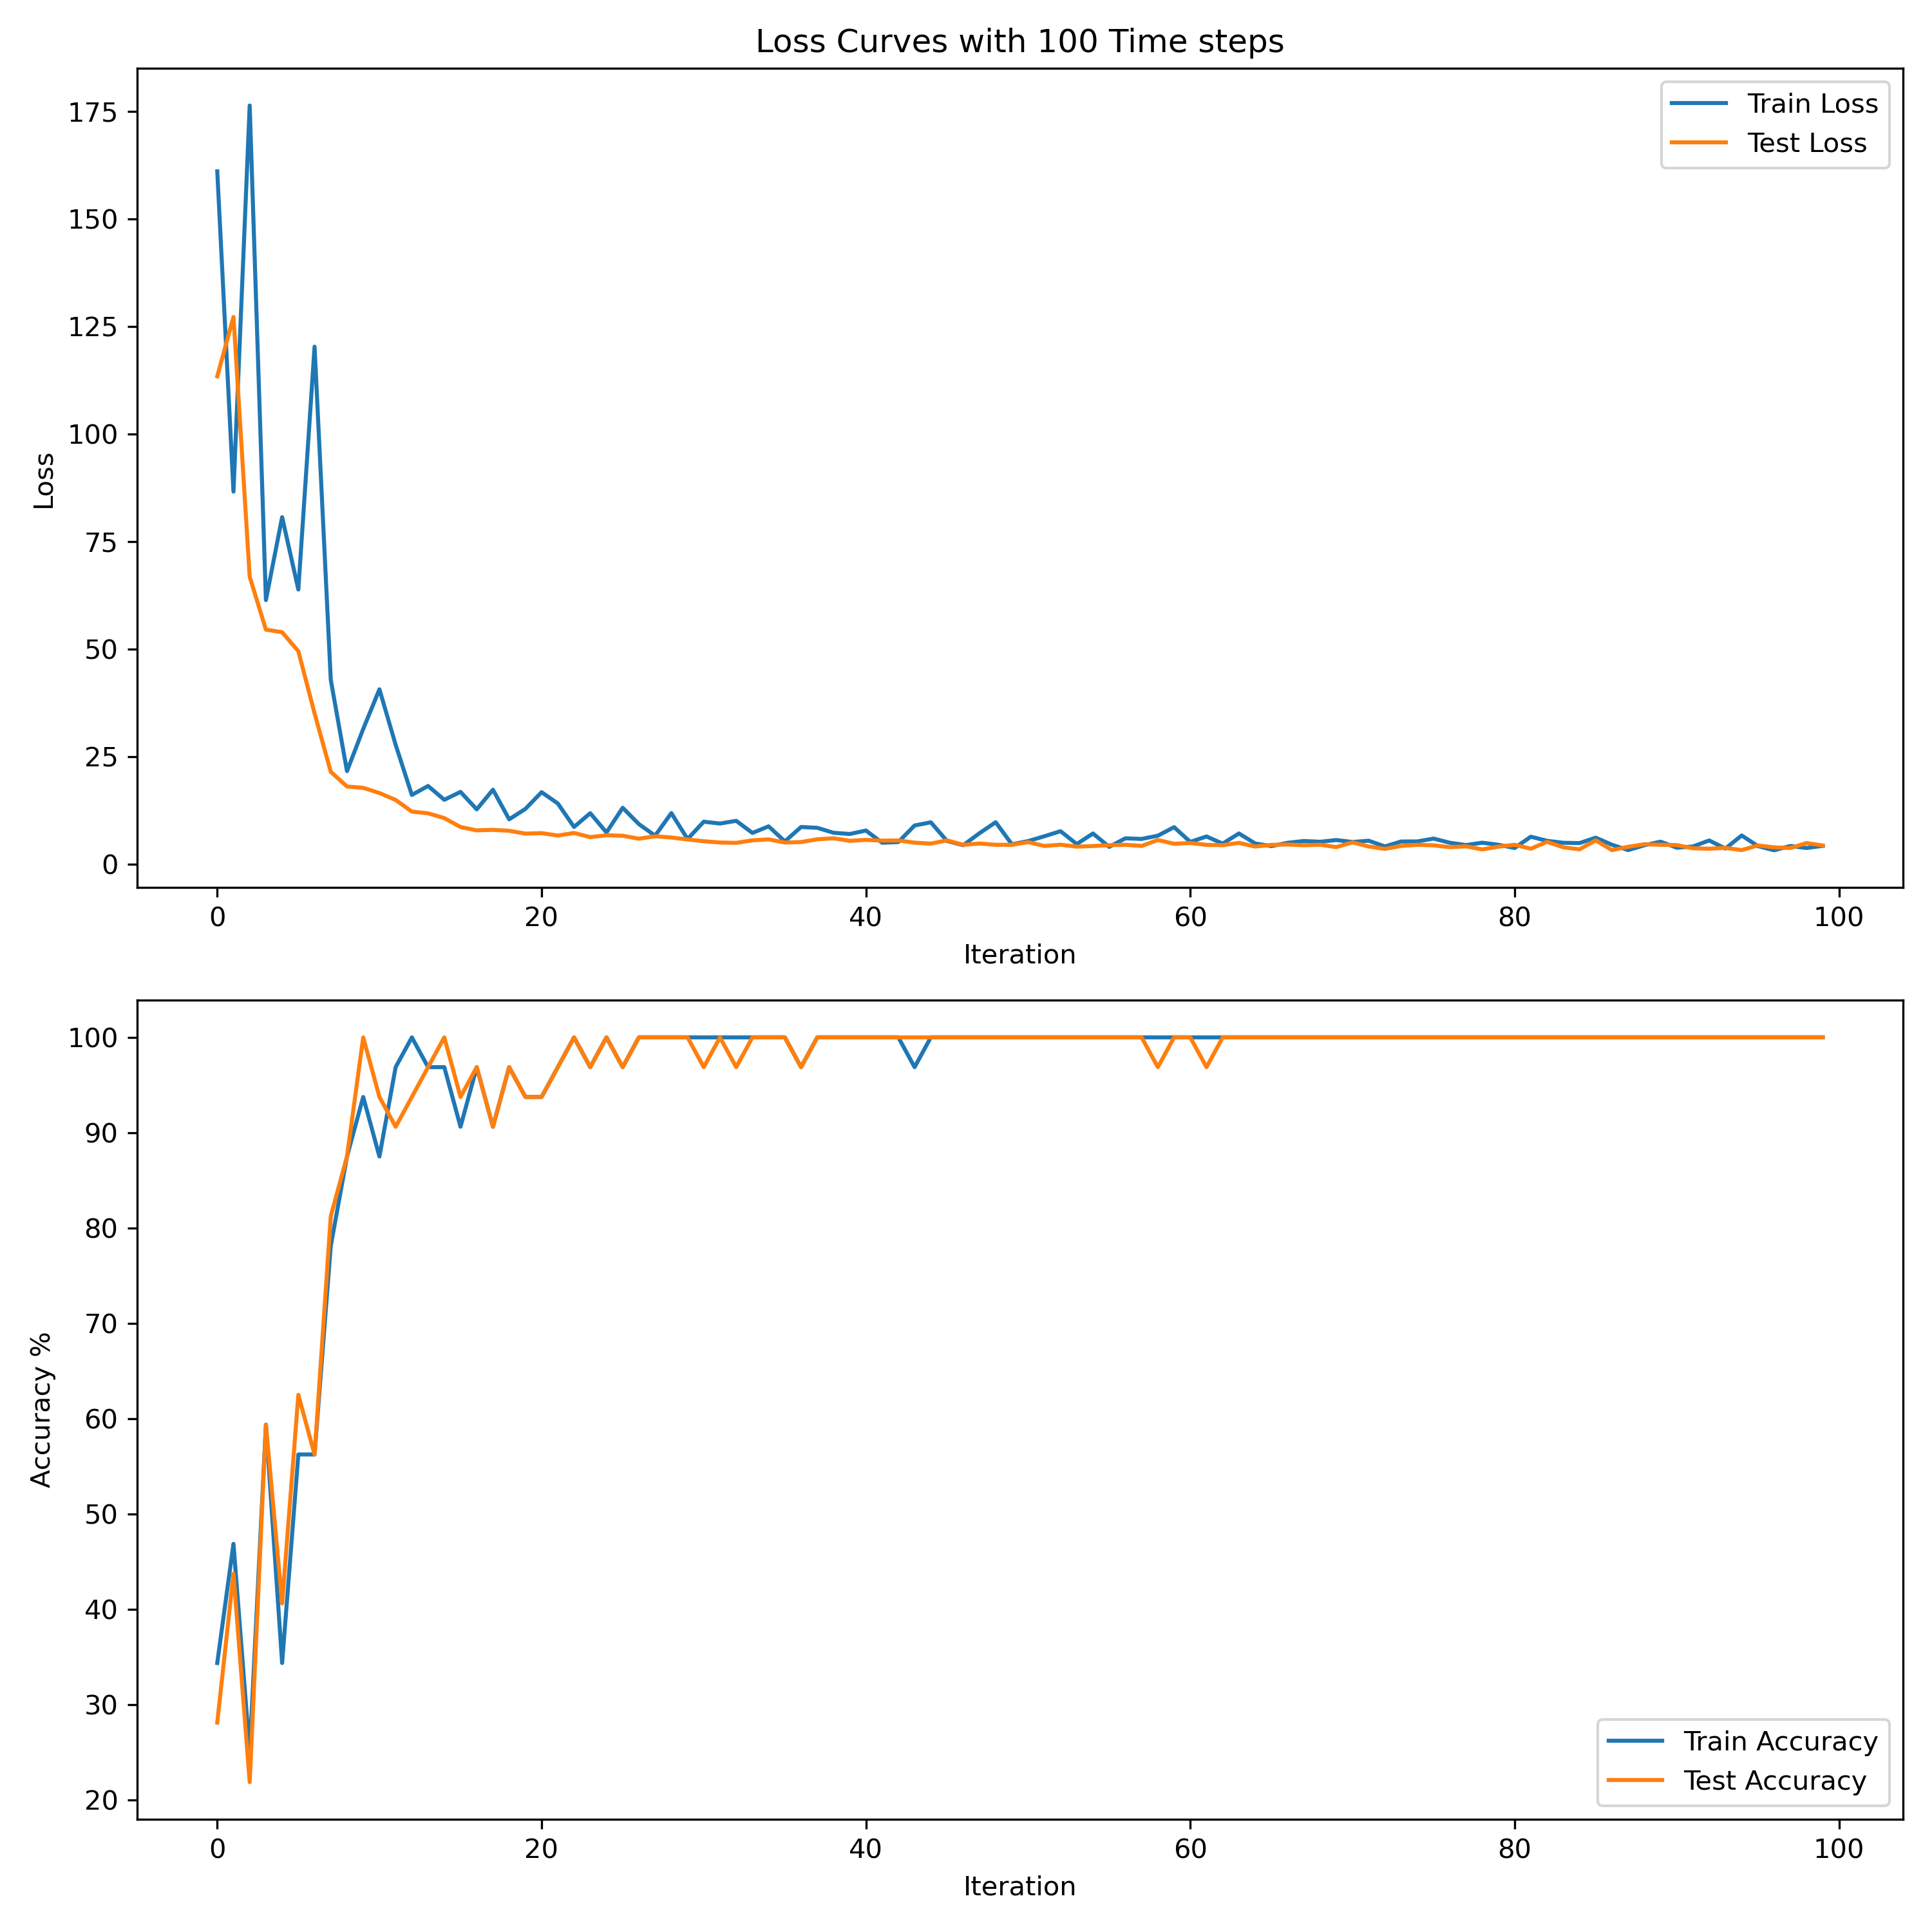 Loss Curves with 100 Time steps
175
150
125
100
75
50
25
0
Loss
Train Loss
Test Loss
0 20 40 60 80 100
Iteration
100
90
80
70
60
50
40
30
20
Accuracy %
Train Accuracy
Test Accuracy
0 20 40 60 80 100
Iteration